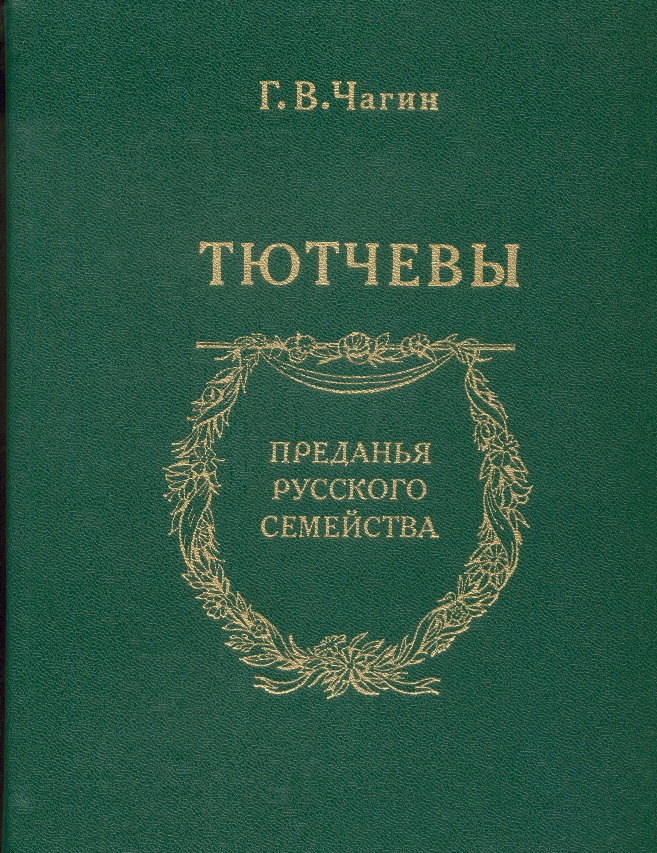 Г. В. Чагин
ТЮТЧЕВЫ
ПРЕДАНЬЯ
РУССКОГО
СЕМЕЙСТВА